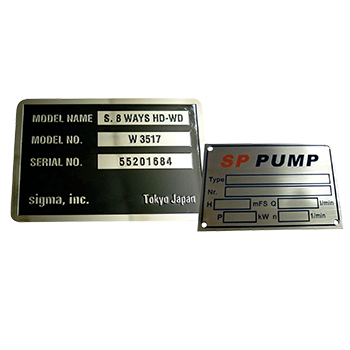 MODEL NAME S. 8 WAYS HD-WD
MODEL NO. W 3517
SERIAL NO. 55201684
sigma, inc. Tokyo Japan
SP PUMP
Type
Nr.
H mFS Q l/min
P kW n 1/min